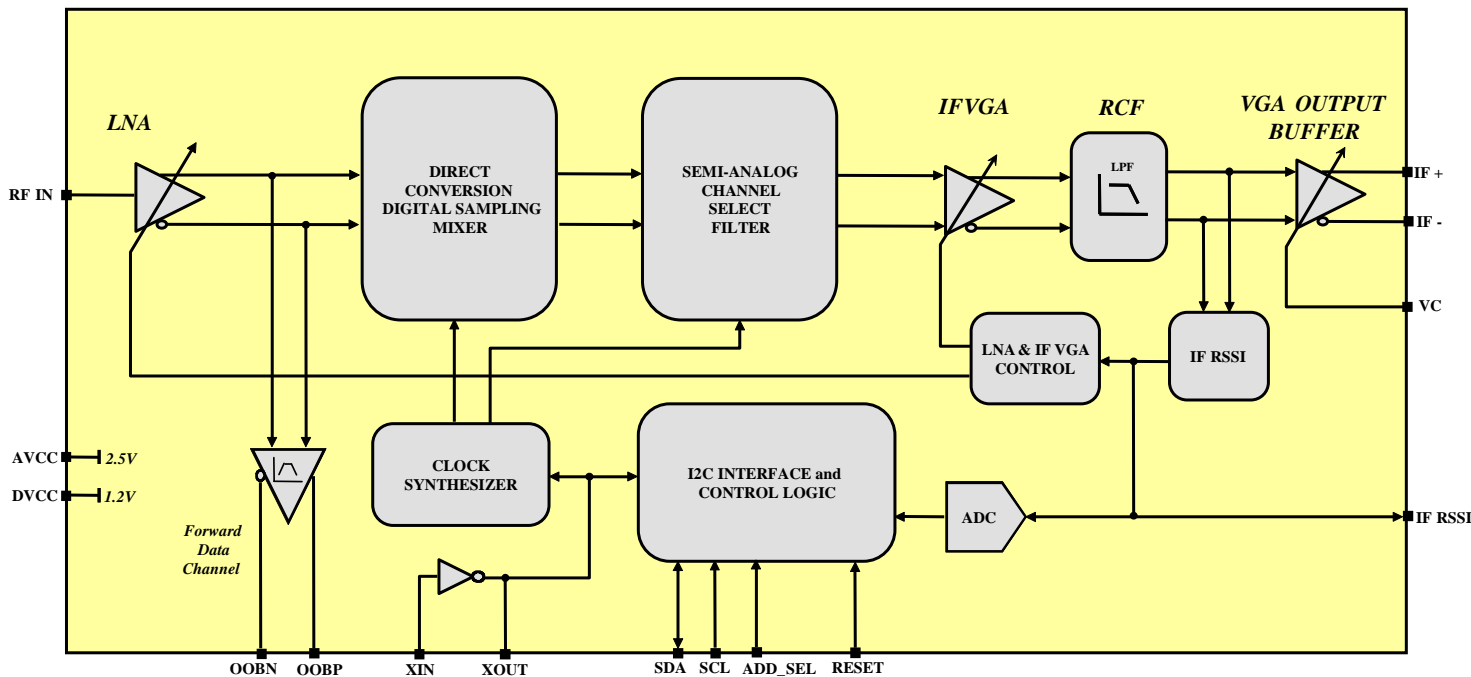 LNA
IFVGA
RCF
VGA OUTPUT
BUFFER
RF IN
DIRECT
CONVERSION
DIGITAL SAMPLING
MIXER
SEMI-ANALOG
CHANNEL
SELECT
FILTER
LPF
IF +
IF -
VC
LNA & IF VGA
CONTROL
IF RSSI
AVCC
2.5V
DVCC
1.2V
CLOCK
SYNTHESIZER
I2C INTERFACE and
CONTROL LOGIC
ADC
IF RSSI
Forward
Data
Channel
OOBN
OOBP
XIN
XOUT
SDA
SCL
ADD_SEL
RESET